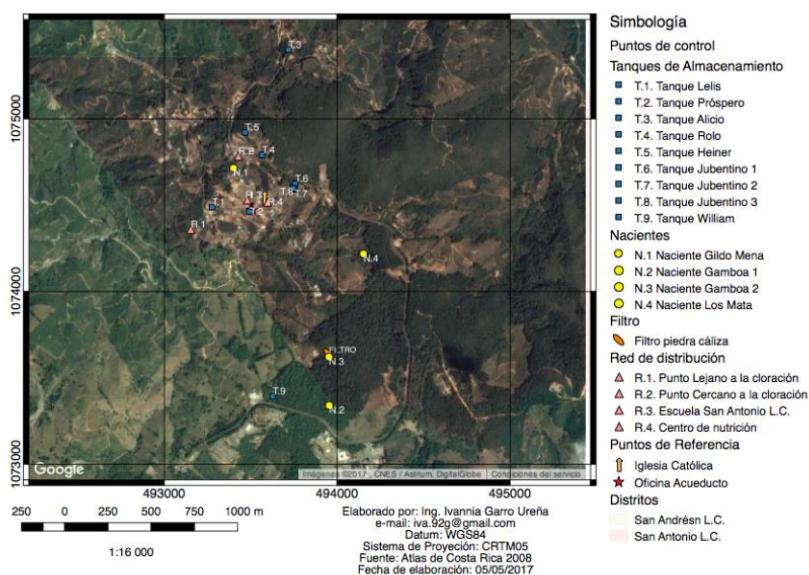 T.3
1075000
T.5
T.4
R.2
N.1
T.6
T.8
T.7
R.3
R.4
T.1
T.2
R.1
N.4
1074000
FILTRO
N.3
T.9
N.2
1073000
Google
Imágenes ©2017 , CNES / Astrium, DigitalGlobe
Condiciones del servicio
493000
494000
495000
250 0 250 500 750 1000 m
1:16 000
Elaborado por: Ing. Ivannia Garro Ureña
e-mail: iva.92g@gmail.com
Datum: WGS84
Sistema de Proyeción: CRTM05
Fuente: Atlas de Costa Rica 2008
Fecha de elaboración: 05/05/2017
Simbología
Puntos de control
Tanques de Almacenamiento
T.1. Tanque Lelis
T.2. Tanque Próspero
T.3. Tanque Alicio
T.4. Tanque Rolo
T.5. Tanque Heiner
T.6. Tanque Jubentino 1
T.7. Tanque Jubentino 2
T.8. Tanque Jubentino 3
T.9. Tanque William
Nacientes
N.1 Naciente Gildo Mena
N.2 Naciente Gamboa 1
N.3 Naciente Gamboa 2
N.4 Naciente Los Mata
Filtro
Filtro piedra cáliza
Red de distribución
R.1. Punto Lejano a la cloración
R.2. Punto Cercano a la cloración
R.3. Escuela San Antonio L.C.
R.4. Centro de nutrición
Puntos de Referencia
Iglesia Católica
Oficina Acueducto
Distritos
San Andrésn L.C.
San Antonio L.C.